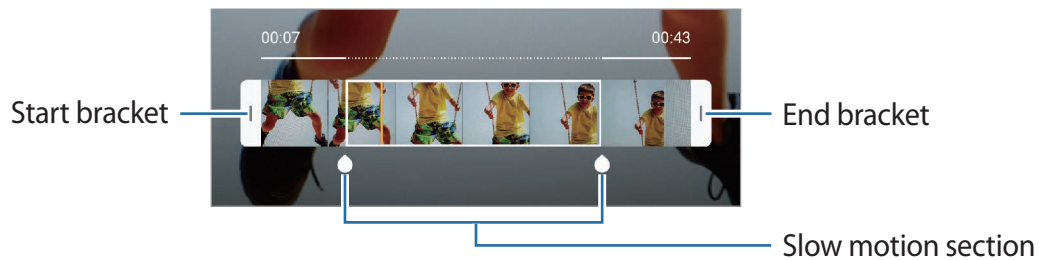 00:07
00:43
Start bracket
End bracket
Slow motion section